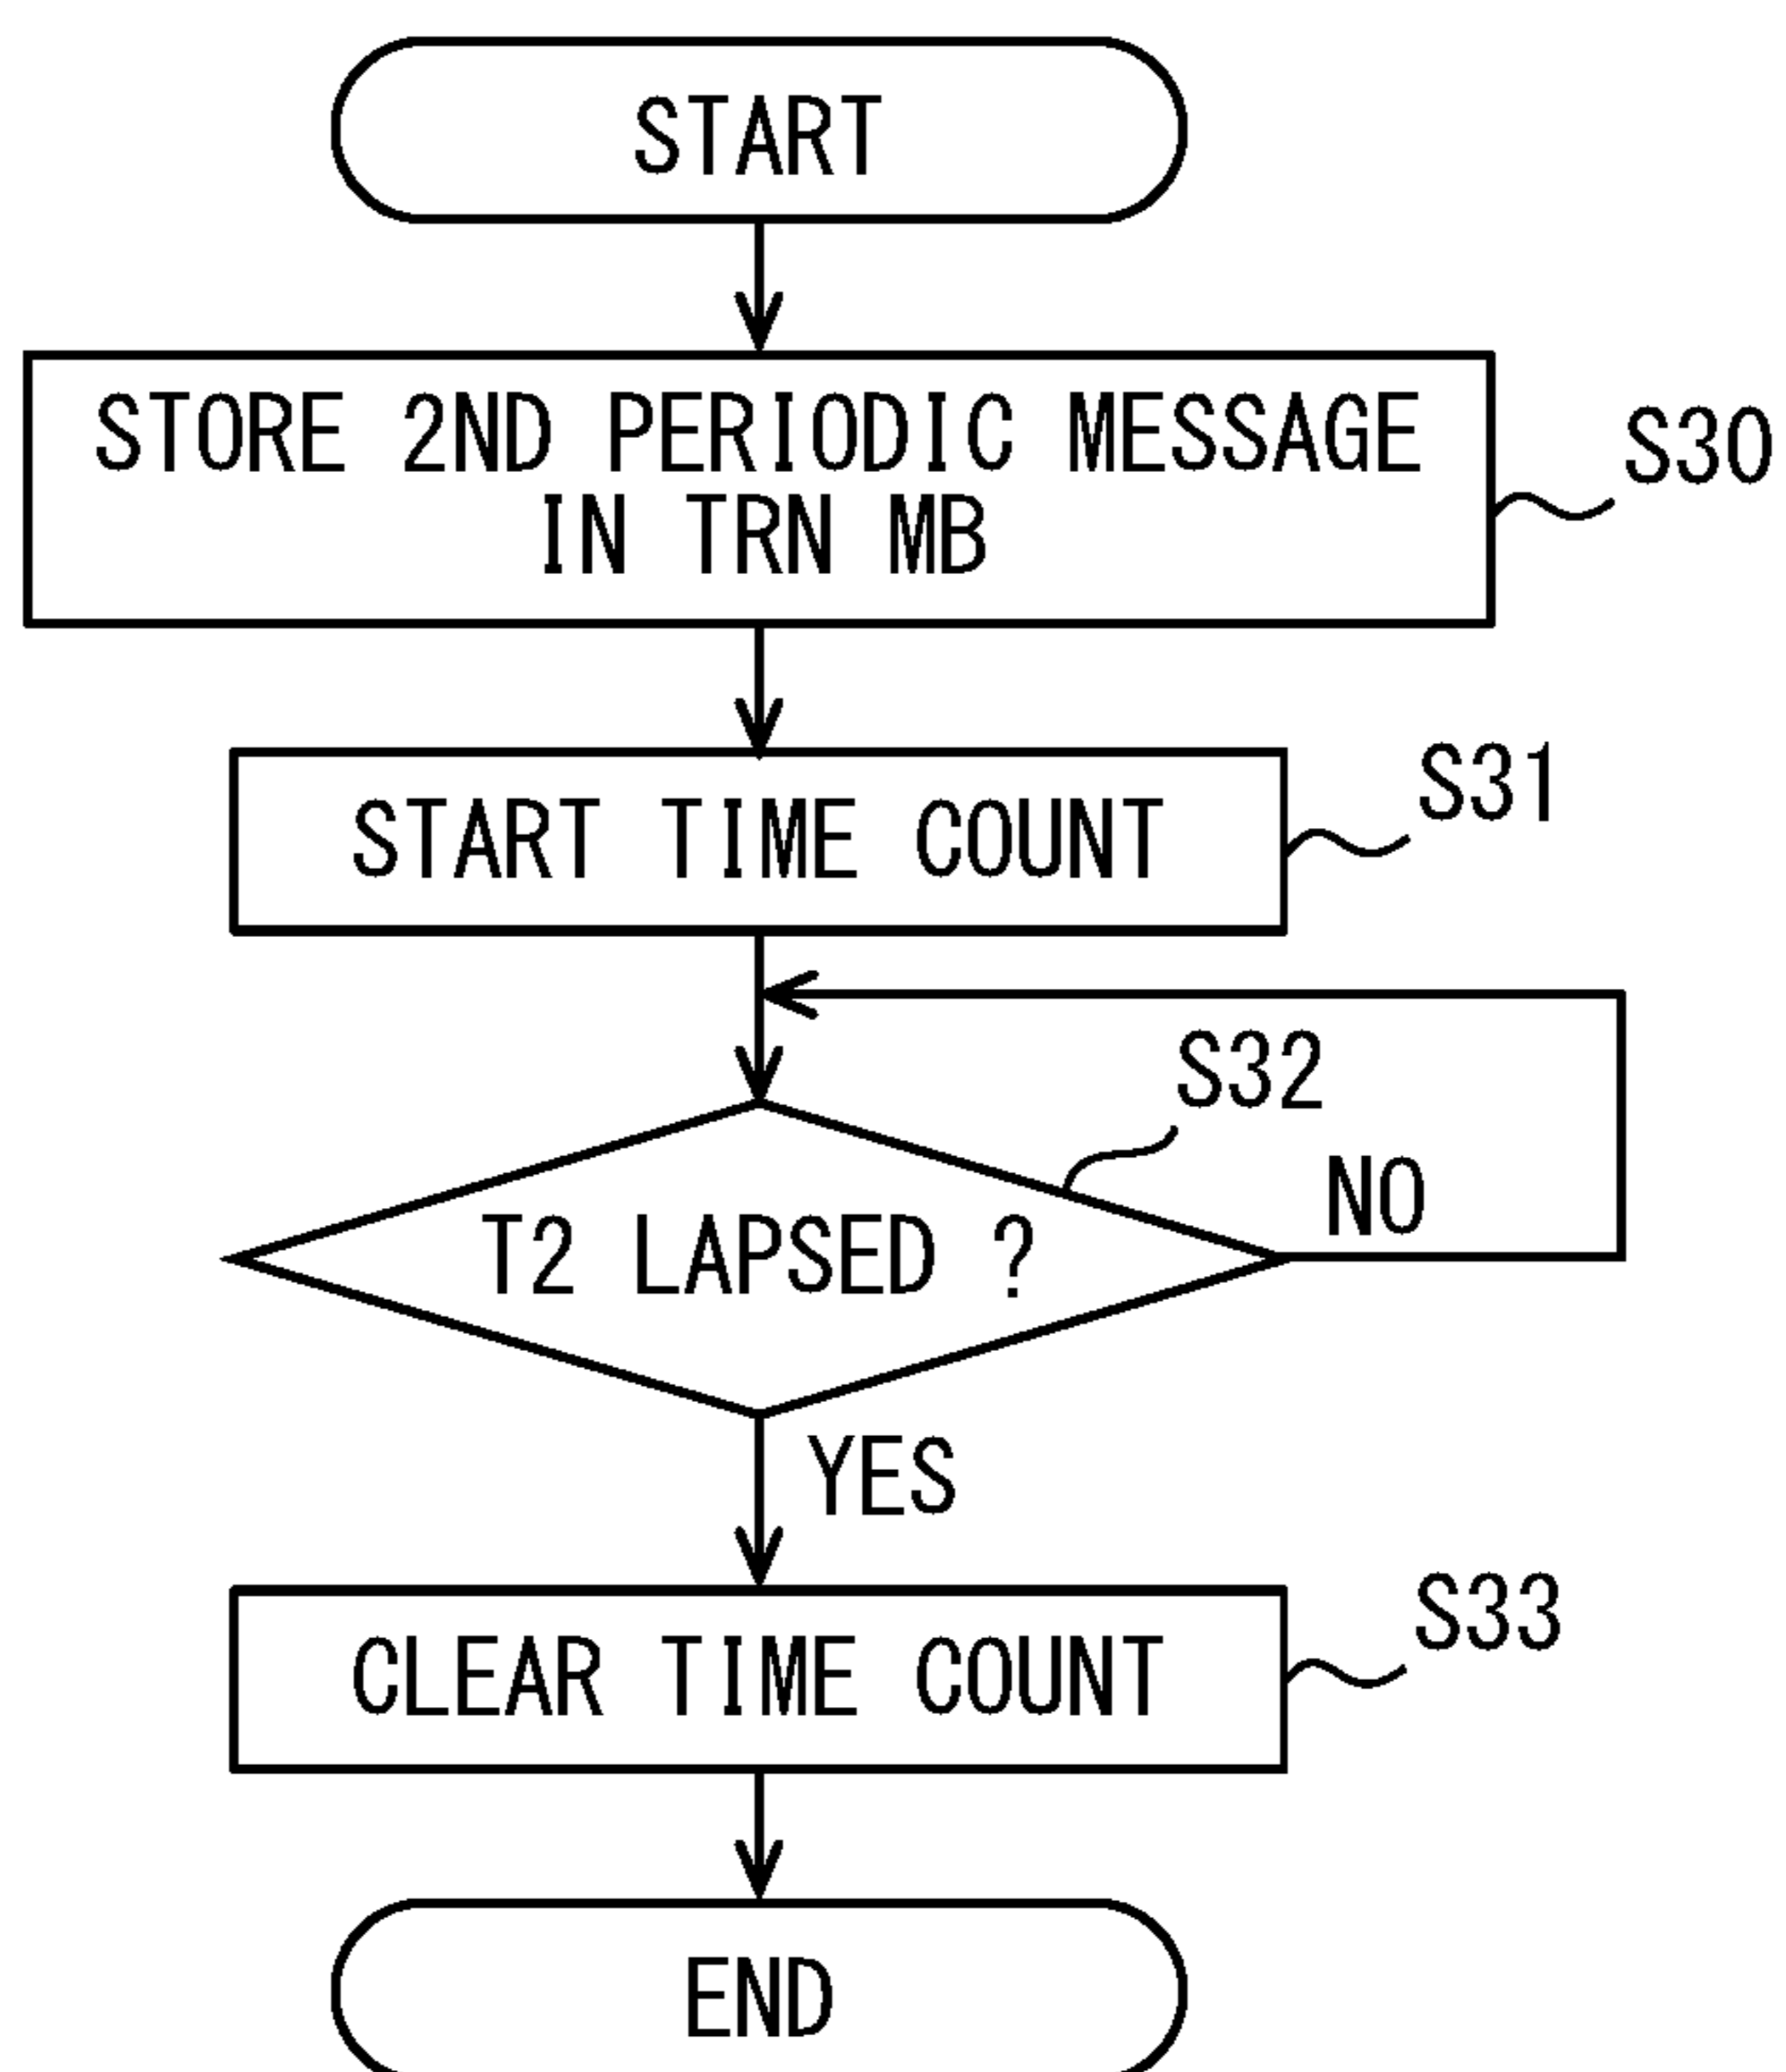 START
STORE 2ND PERIODIC MESSAGE
IN TRN MB
S30
START TIME COUNT
S31
S32
T2 LAPSED ?
NO
YES
CLEAR TIME COUNT
S33
END